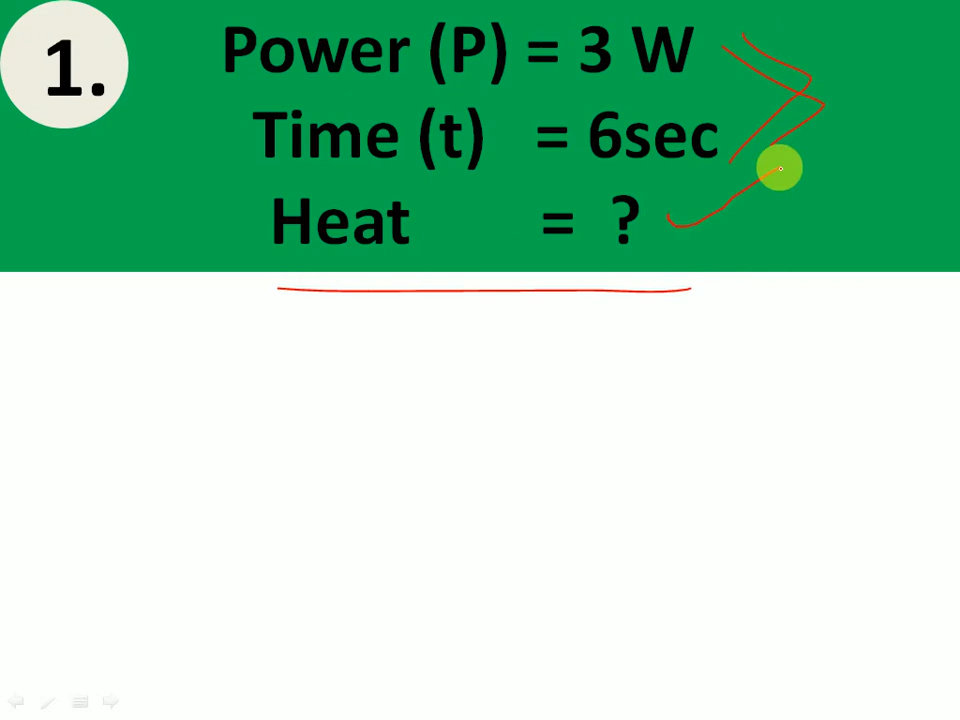 1.
Power (P) = 3 W
Time (t) = 6sec
Heat = ?